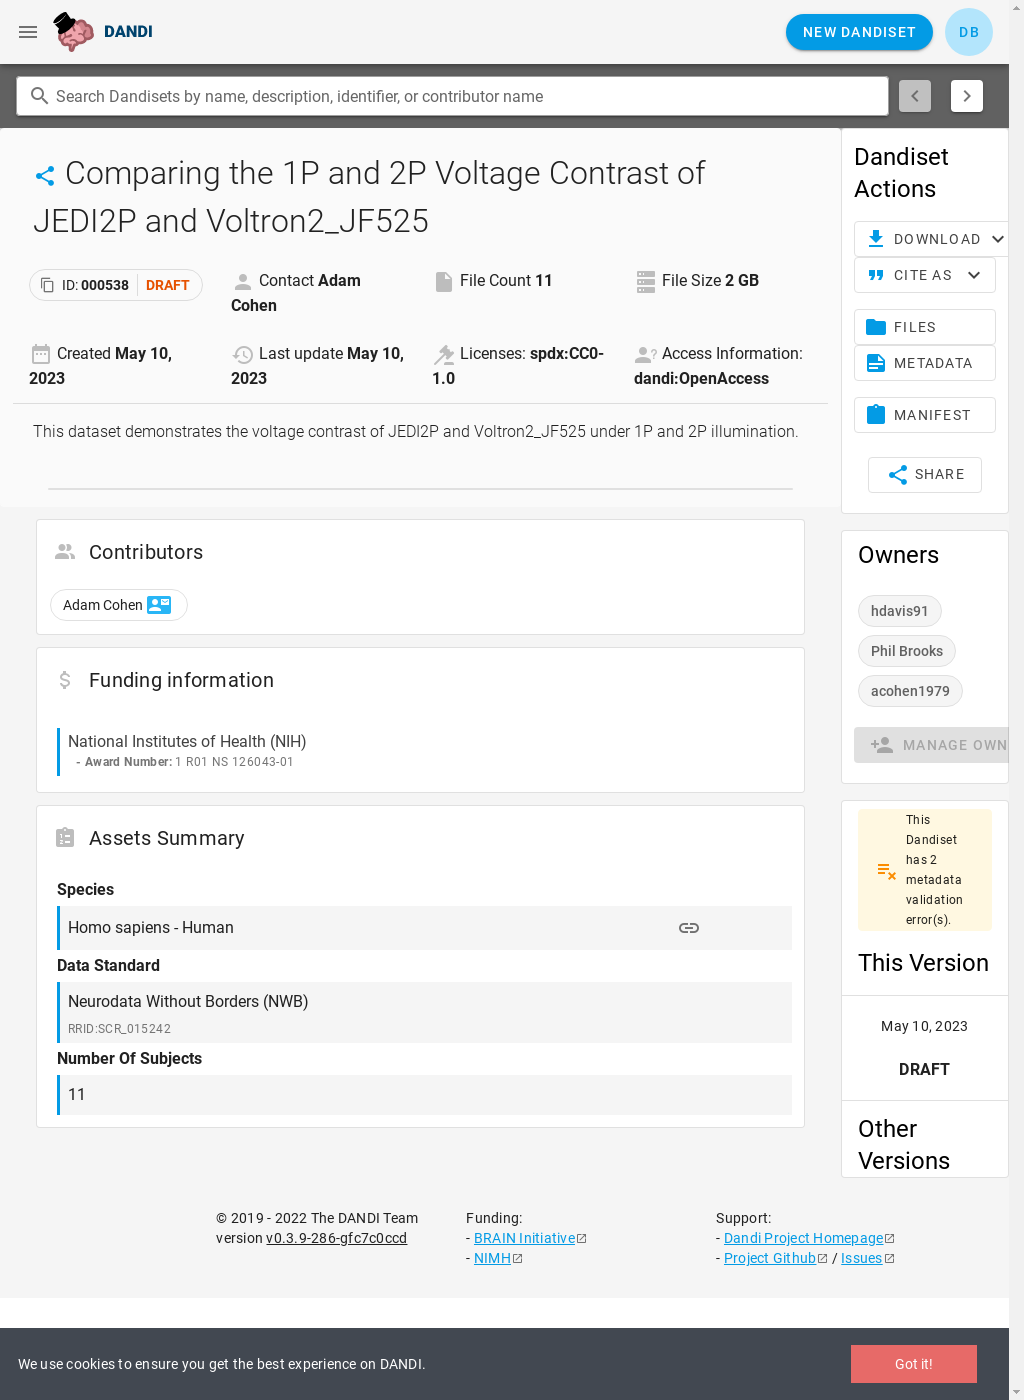 DANDI
NEW DANDISET
DB
Search Dandisets by name, description, identifier, or contributor name
Comparing the 1P and 2P Voltage Contrast of
JEDI2P and Voltron2_JF525
ID: 000538 DRAFT
Contact Adam
Cohen
File Count 11
File Size 2 GB
Created May 10,
2023
Last update May 10,
2023
Licenses: spdx:CC0-
1.0
Access Information:
dandi:OpenAccess
This dataset demonstrates the voltage contrast of JEDI2P and Voltron2_JF525 under 1P and 2P illumination.
Contributors
Adam Cohen
Funding information
National Institutes of Health (NIH)
- Award Number: 1 R01 NS 126043-01
Assets Summary
Species
Homo sapiens - Human
Data Standard
Neurodata Without Borders (NWB)
RRID:SCR_015242
Number Of Subjects
11
Dandiset
Actions
DOWNLOAD
CITE AS
FILES
METADATA
MANIFEST
SHARE
Owners
hdavis91
Phil Brooks
acohen1979
MANAGE OWN
This
Dandiset
has 2
metadata
validation
error(s).
This Version
May 10, 2023
DRAFT
Other
Versions
© 2019 - 2022 The DANDI Team
version v0.3.9-286-gfc7c0ccd
Funding:
- BRAIN Initiative
- NIMH
Support:
- Dandi Project Homepage
- Project Github / Issues
We use cookies to ensure you get the best experience on DANDI.
Got it!